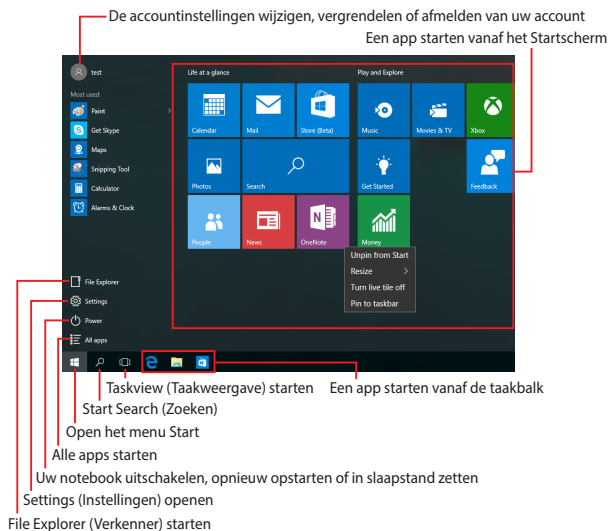 De accountinstellingen wijzigen, vergrendelen of afmelden van uw account
Een app starten vanaf het Startscherm
test
Life at a glance
Play and Explore
Most used
Paint
Get Skype
Maps
Snipping Tool
Calculator
Alarms & Clock
Calendar
Mail
Store (Beta)
Music
Movies & TV
Xbox
Photos
Search
Get Started
Feedback
People
News
OneNote
Money
Unpin from Start
Resize
Turn live tile off
Pin to taskbar
File Explorer
Settings
Power
All apps
Taskview (Taakweergave) starten
Een app starten vanaf de taakbalk
Start Search (Zoeken)
Open het menu Start
Alle apps starten
Uw notebook uitschakelen, opnieuw opstarten of in slaapstand zetten
Settings (Instellingen) openen
File Explorer (Verkenner) starten